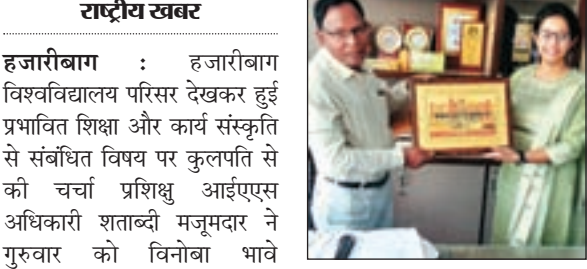 राष्ट्रीय खबर
हजारीबाग : हजारीबाग
विश्वविद्यालय परिसर देखकर हुई
प्रभावित शिक्षा और कार्य संस्कृति
से संबंधित विषय पर कुलपति से
की चर्चा प्रशिक्षु आईएएस
अधिकारी शताब्दी मजूमदार ने
गुरुवार को विनोबा भावे